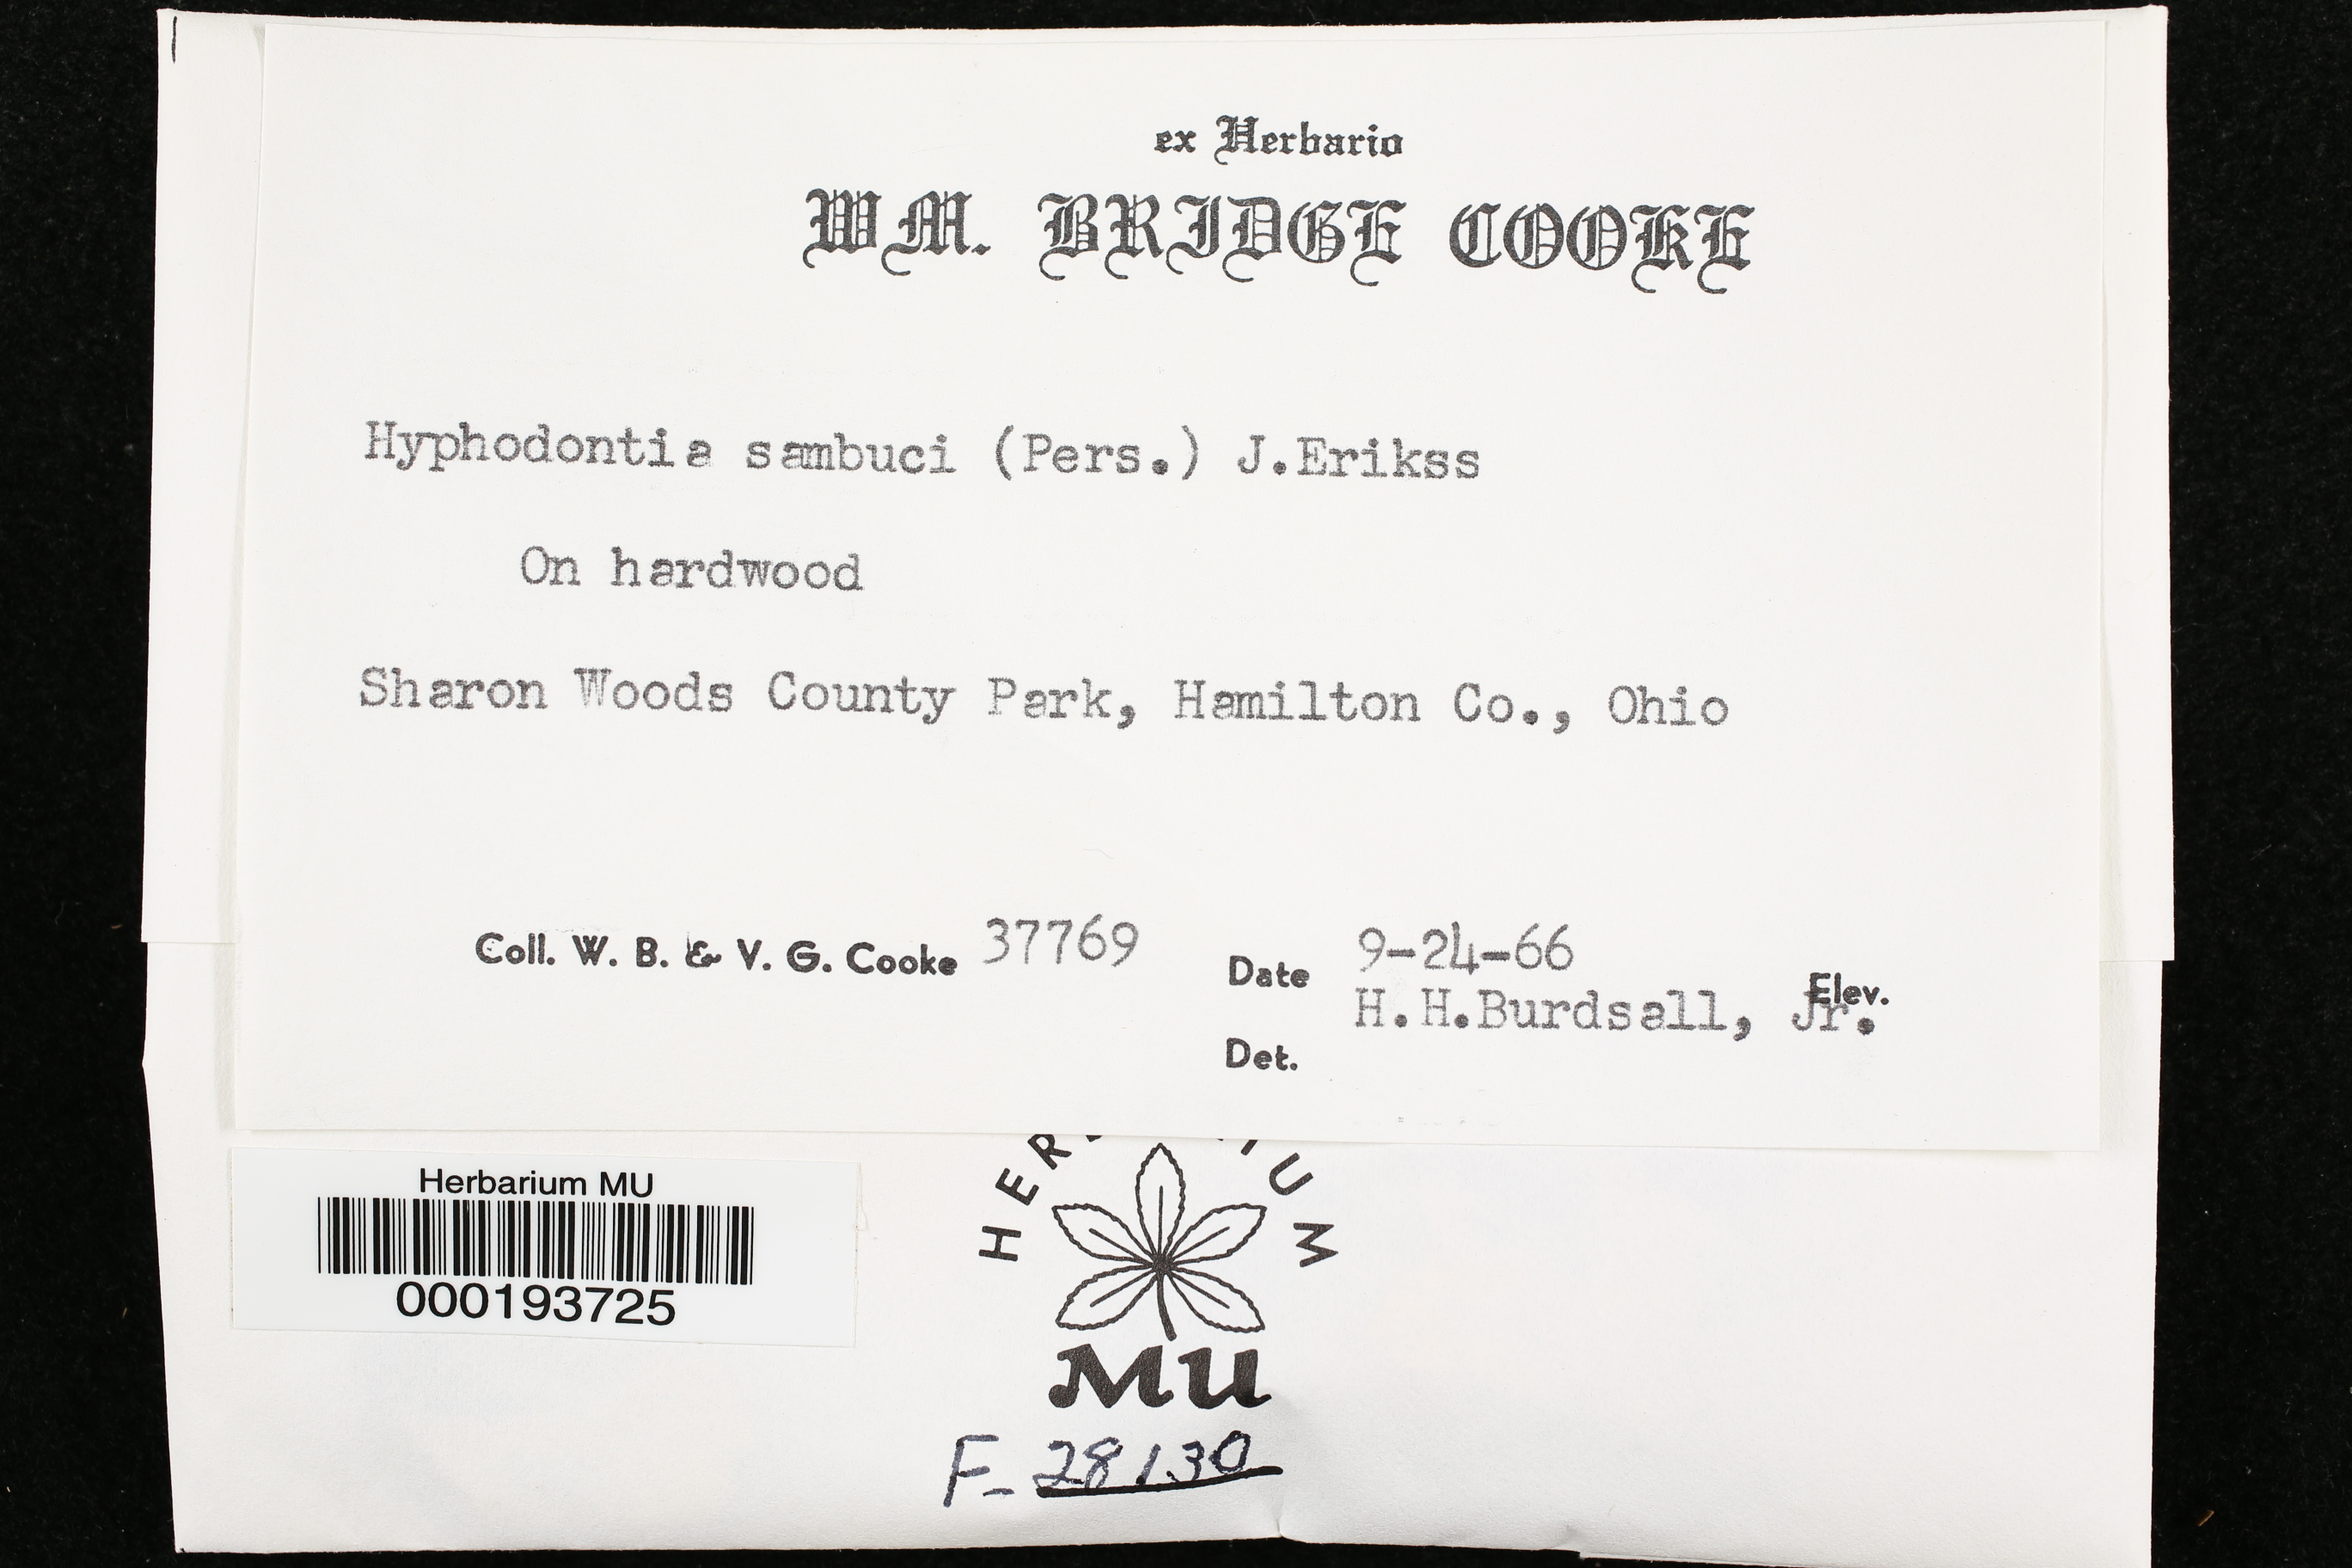 ex Herbario
WM. BRIDGE COOKE
Hyphodontia sambuci (Pers.) J.Erikss
On hardwood
Sharon Woods County Park, Hamilton Co., Ohio
Coll. W. B. & V. G. Cooke 37769 Date 9-24-66 Elev.
Det. H.H.Burdsall, Jr.
Herbarium MU
000193725
MU
F- 28130